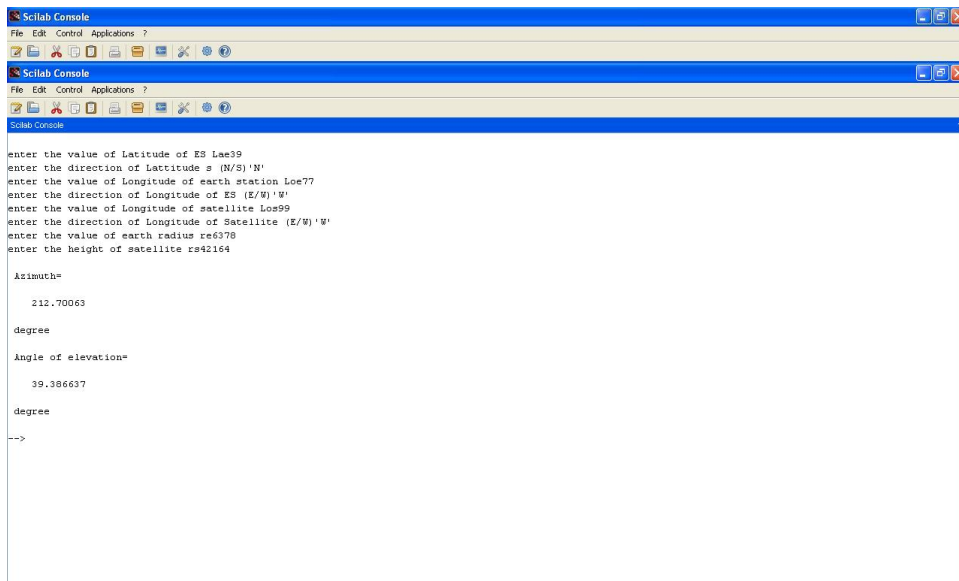 Scilab Console
File Edit Control Applications ?
Scilab Console
File Edit Control Applications ?
Scilab Console
enter the value of Latitude of ES Lae39
enter the direction of Lattitude s (N/S)'N'
enter the value of Longitude of earth station Loe77
enter the direction of Longitude of ES (E/W)'W'
enter the value of Longitude of satellite Los99
enter the direction of Longitude of Satellite (E/W)'W'
enter the value of earth radius re6378
enter the height of satellite rs42164
Azimuth=
212.70063
degree
Angle of elevation=
39.386637
degree
-->